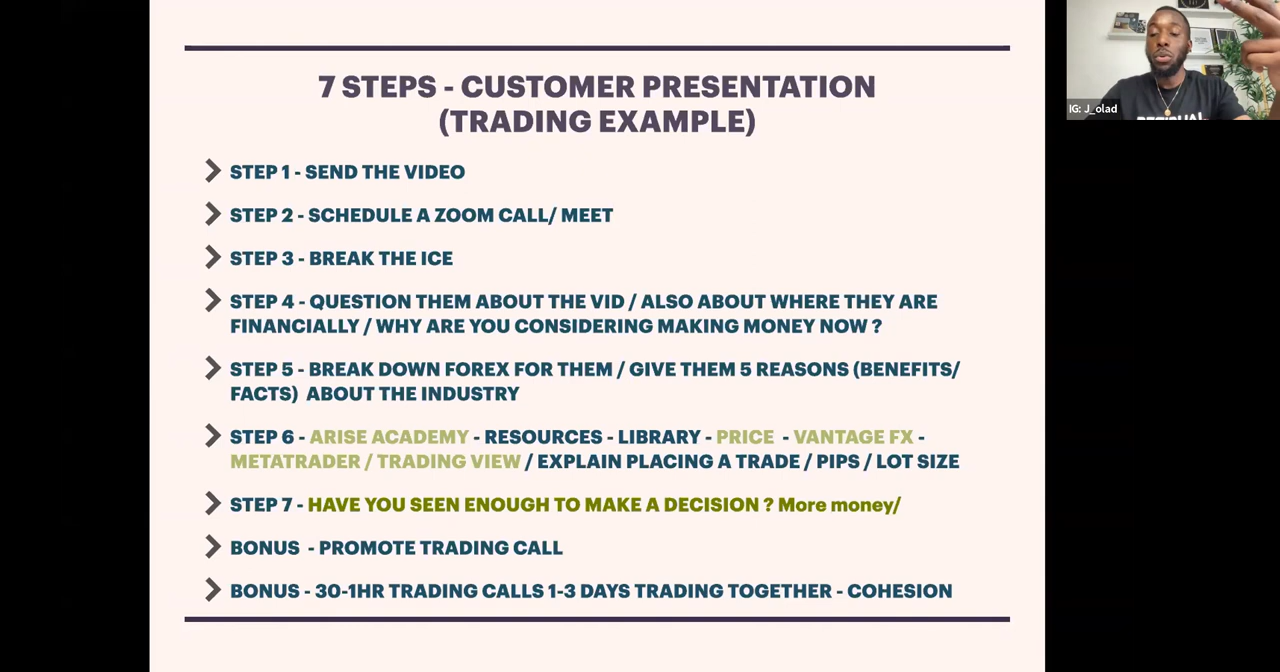 7 STEPS - CUSTOMER PRESENTATION
(TRADING EXAMPLE)
STEP 1 - SEND THE VIDEO
STEP 2 - SCHEDULE A ZOOM CALL/ MEET
STEP 3 - BREAK THE ICE
STEP 4 - QUESTION THEM ABOUT THE VID / ALSO ABOUT WHERE THEY ARE
FINANCIALLY / WHY ARE YOU CONSIDERING MAKING MONEY NOW ?
STEP 5 - BREAK DOWN FOREX FOR THEM / GIVE THEM 5 REASONS (BENEFITS/
FACTS) ABOUT THE INDUSTRY
STEP 6 - ARISE ACADEMY - RESOURCES - LIBRARY - PRICE - VANTAGE FX -
METATRADER / TRADING VIEW / EXPLAIN PLACING A TRADE / PIPS / LOT SIZE
STEP 7 - HAVE YOU SEEN ENOUGH TO MAKE A DECISION ? More money/
BONUS - PROMOTE TRADING CALL
BONUS - 30-1HR TRADING CALLS 1-3 DAYS TRADING TOGETHER - COHESION
IG: J_olad